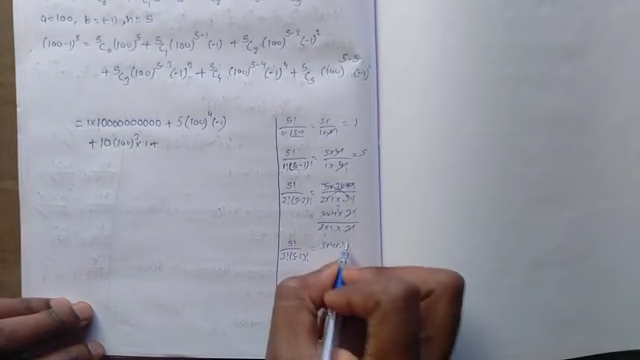 a=100, b=(-1), n=5
(100-1)^5 = 5C0 (100)^5 + 5C1 (100)^5-1 (-1) + 5C2 (100)^5-2 (-1)^2
+ 5C3 (100)^5-3 (-1)^3 + 5C4 (100)^5-4 (-1)^4 + 5C5 (100)^5-5 (-1)^5
= 1×10000000000 + 5(100)^4 (-1)
+ 10(100)^3 × 1 +
5!/0!(5-0)! = 5!/1×5! = 1
5!/1!(5-1)! = 5×4!/1×4! = 5
5!/2!(5-2)! =
5×4×3!/2×1×3!
5!/3!(5-3)! = 5×4×3